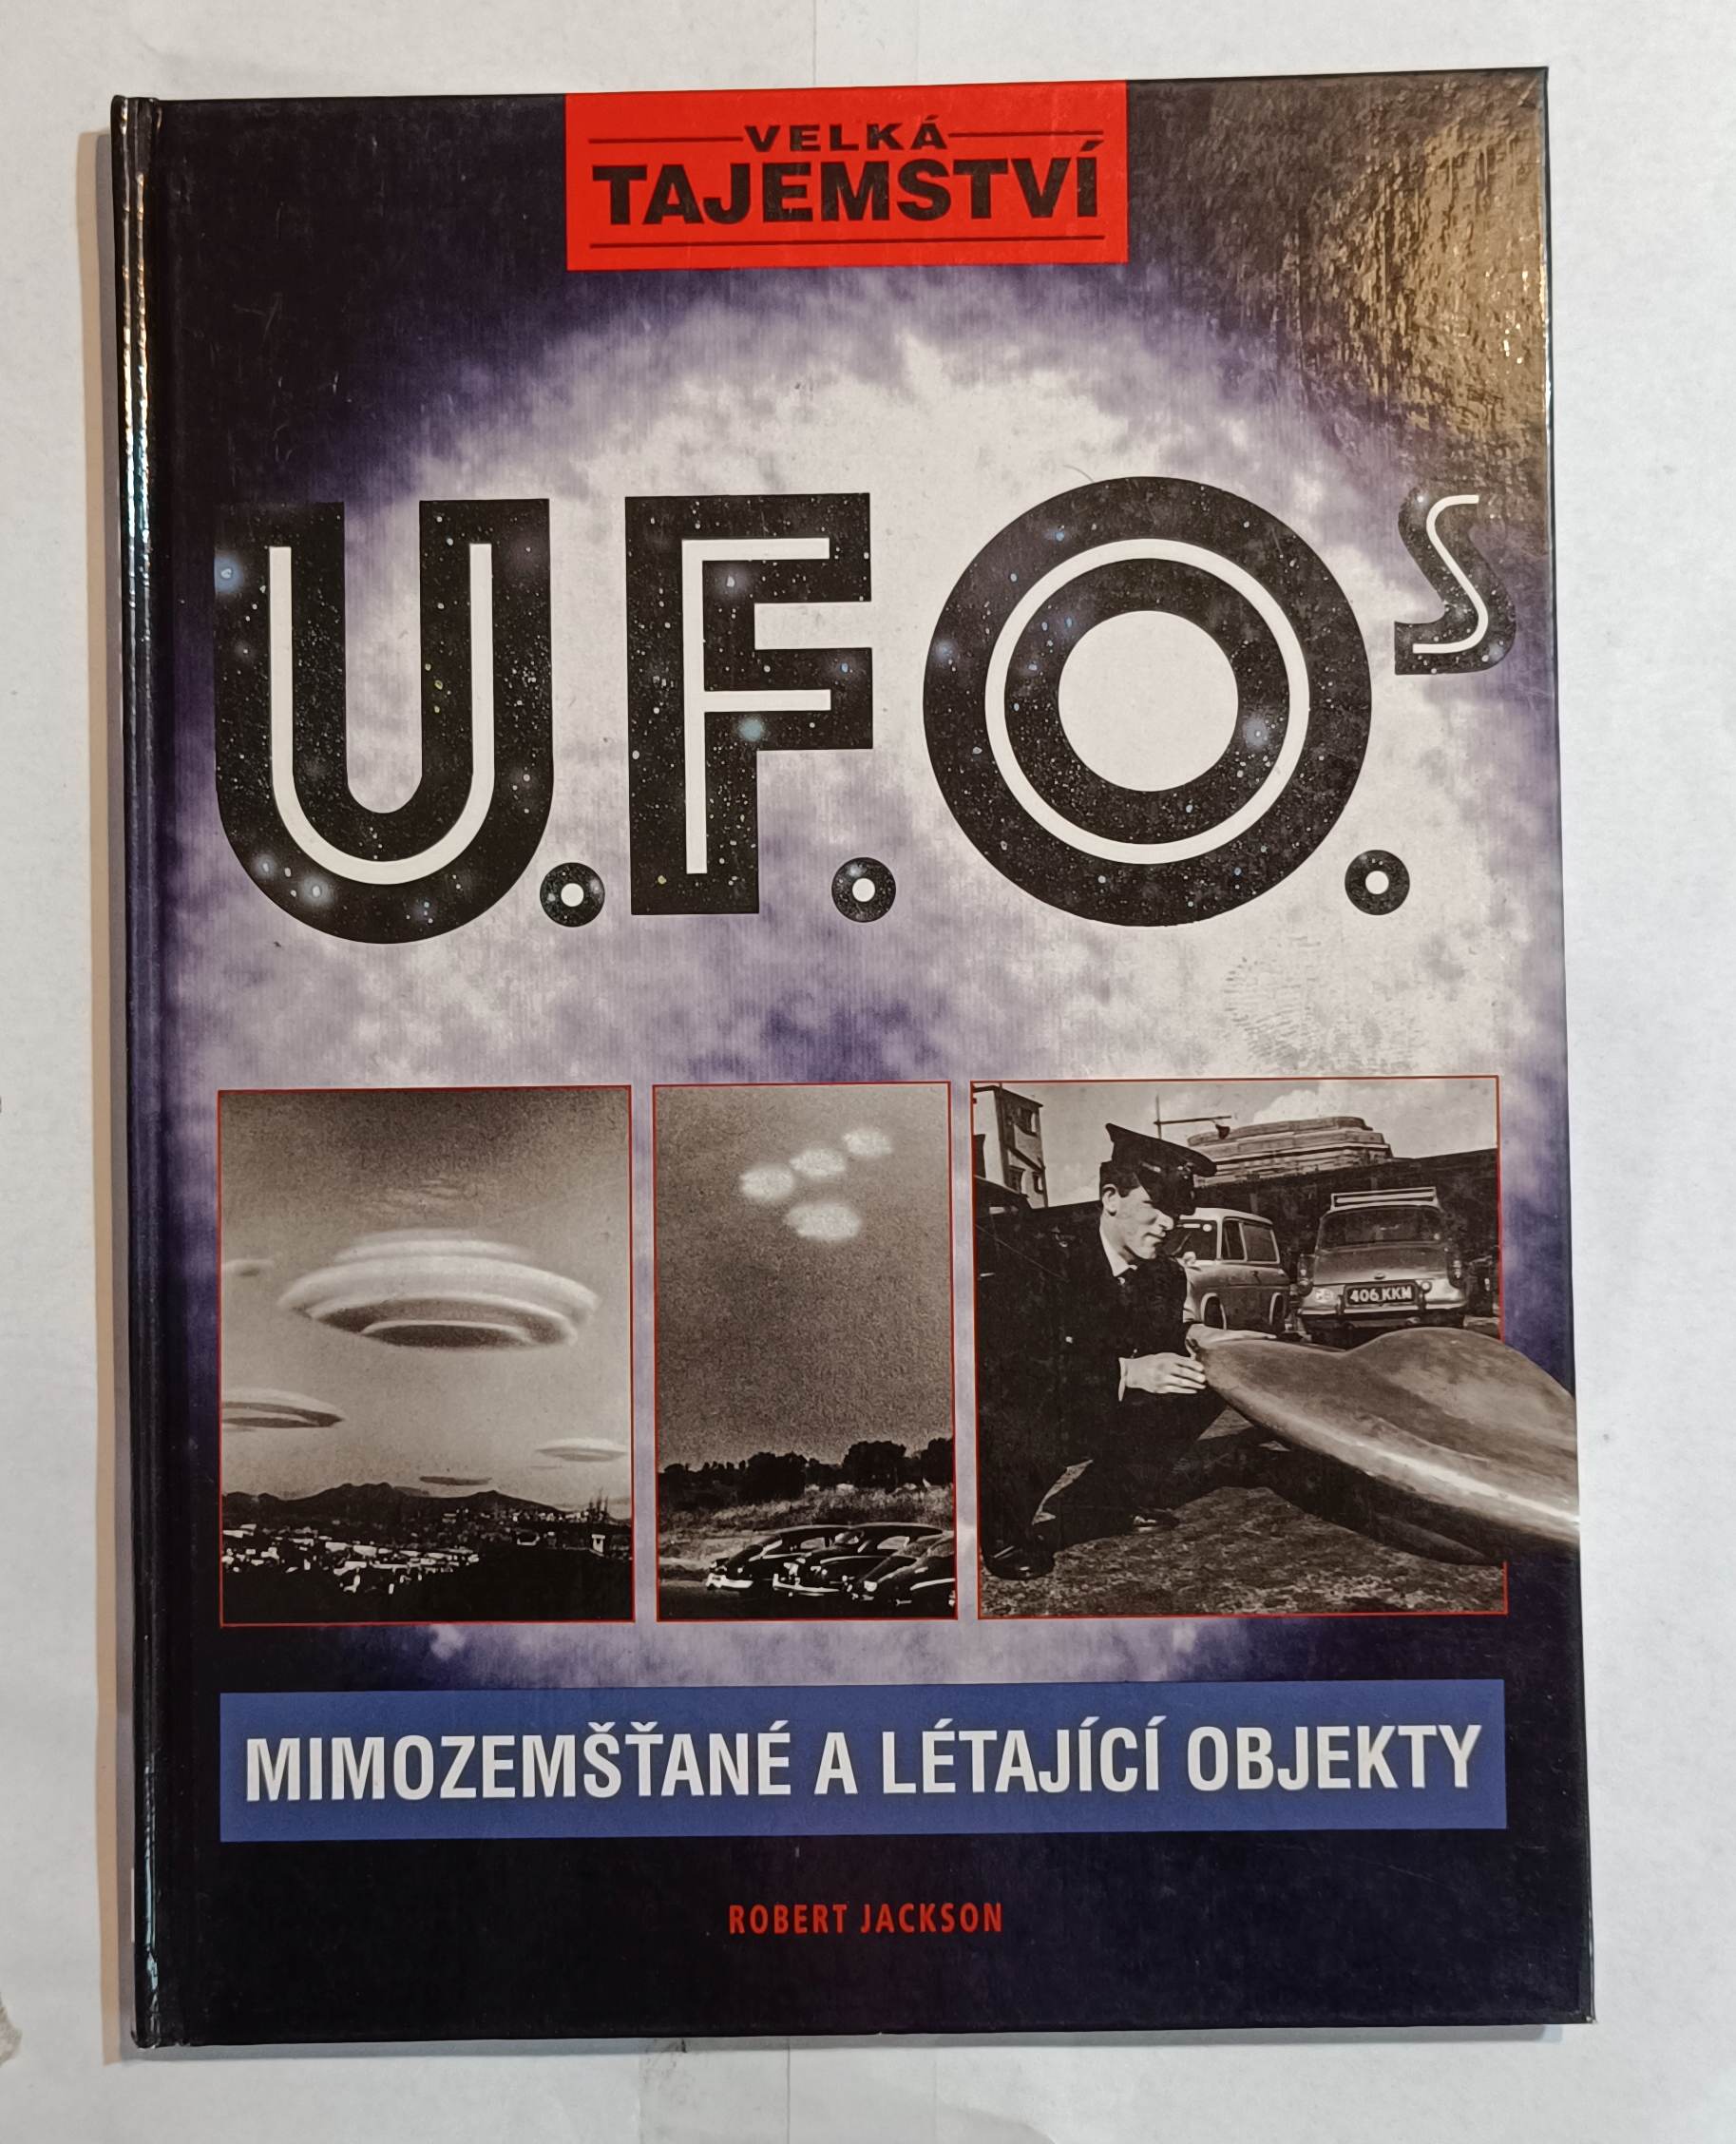 VELKÁ
TAJEMSTVÍ
U.F.O.s
406 KKM
MIMOZEMŠŤANÉ A LÉTAJÍCÍ OBJEKTY
ROBERT JACKSON